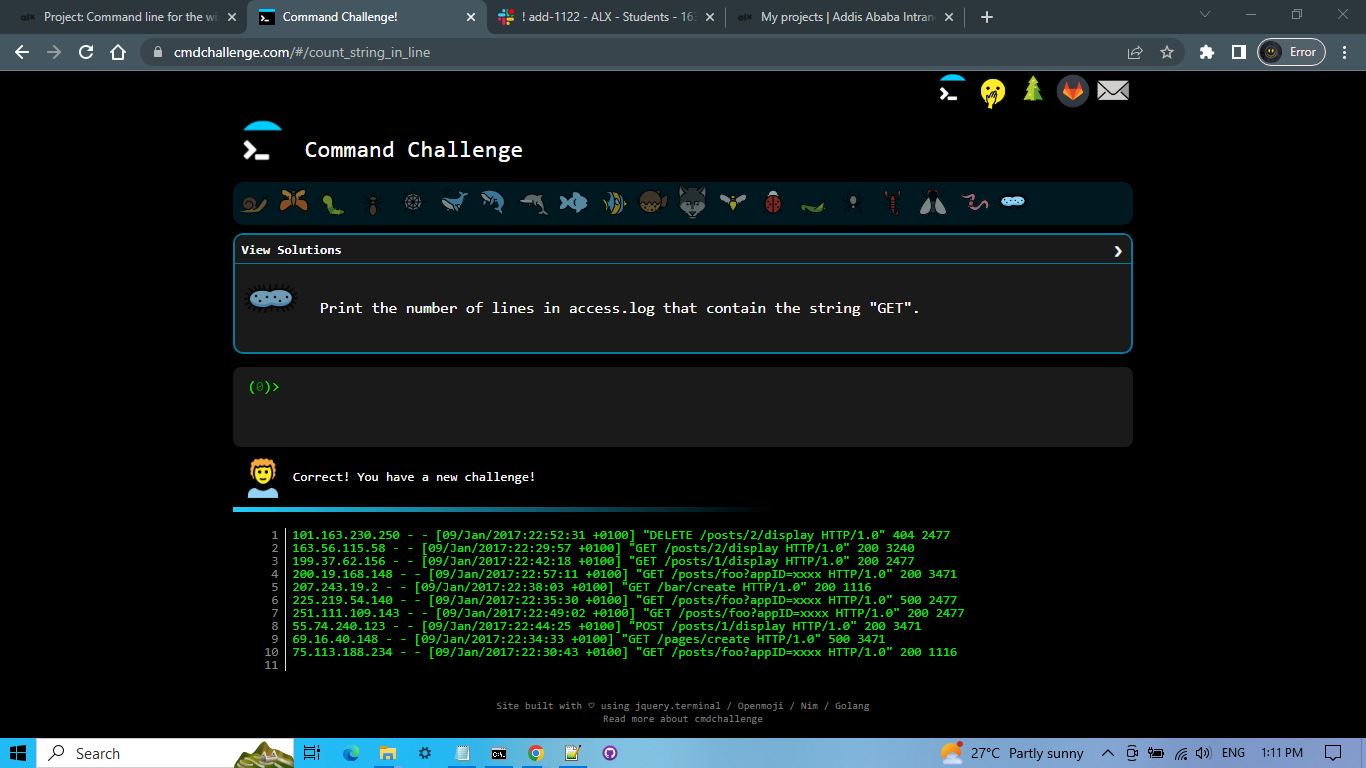 Project: Command line for the wi
Command Challenge!
! add-1122 - ALX - Students - 163
My projects | Addis Ababa Intran
cmdchallenge.com/#/count_string_in_line
Error
Command Challenge
View Solutions
Print the number of lines in access.log that contain the string "GET".
(0)>
Correct! You have a new challenge!
1 101.163.230.250 - - [09/Jan/2017:22:52:31 +0100] "DELETE /posts/2/display HTTP/1.0" 404 2477
2 163.56.115.58 - - [09/Jan/2017:22:29:57 +0100] "GET /posts/2/display HTTP/1.0" 200 3240
3 199.37.62.156 - - [09/Jan/2017:22:42:18 +0100] "GET /posts/1/display HTTP/1.0" 200 2477
4 200.19.168.148 - - [09/Jan/2017:22:57:11 +0100] "GET /posts/foo?appID=xxxx HTTP/1.0" 200 3471
5 207.243.19.2 - - [09/Jan/2017:22:38:03 +0100] "GET /bar/create HTTP/1.0" 200 1116
6 225.219.54.140 - - [09/Jan/2017:22:35:30 +0100] "GET /posts/foo?appID=xxxx HTTP/1.0" 500 2477
7 251.111.109.143 - - [09/Jan/2017:22:49:02 +0100] "GET /posts/foo?appID=xxxx HTTP/1.0" 200 2477
8 55.74.240.123 - - [09/Jan/2017:22:44:25 +0100] "POST /posts/1/display HTTP/1.0" 200 3471
9 69.16.40.148 - - [09/Jan/2017:22:34:33 +0100] "GET /pages/create HTTP/1.0" 500 3471
10 75.113.188.234 - - [09/Jan/2017:22:30:43 +0100] "GET /posts/foo?appID=xxxx HTTP/1.0" 200 1116
11
Site built with ♡ using jquery.terminal / Openmoji / Nim / Golang
Read more about cmdchallenge
Search
27°C Partly sunny
ENG
1:11 PM